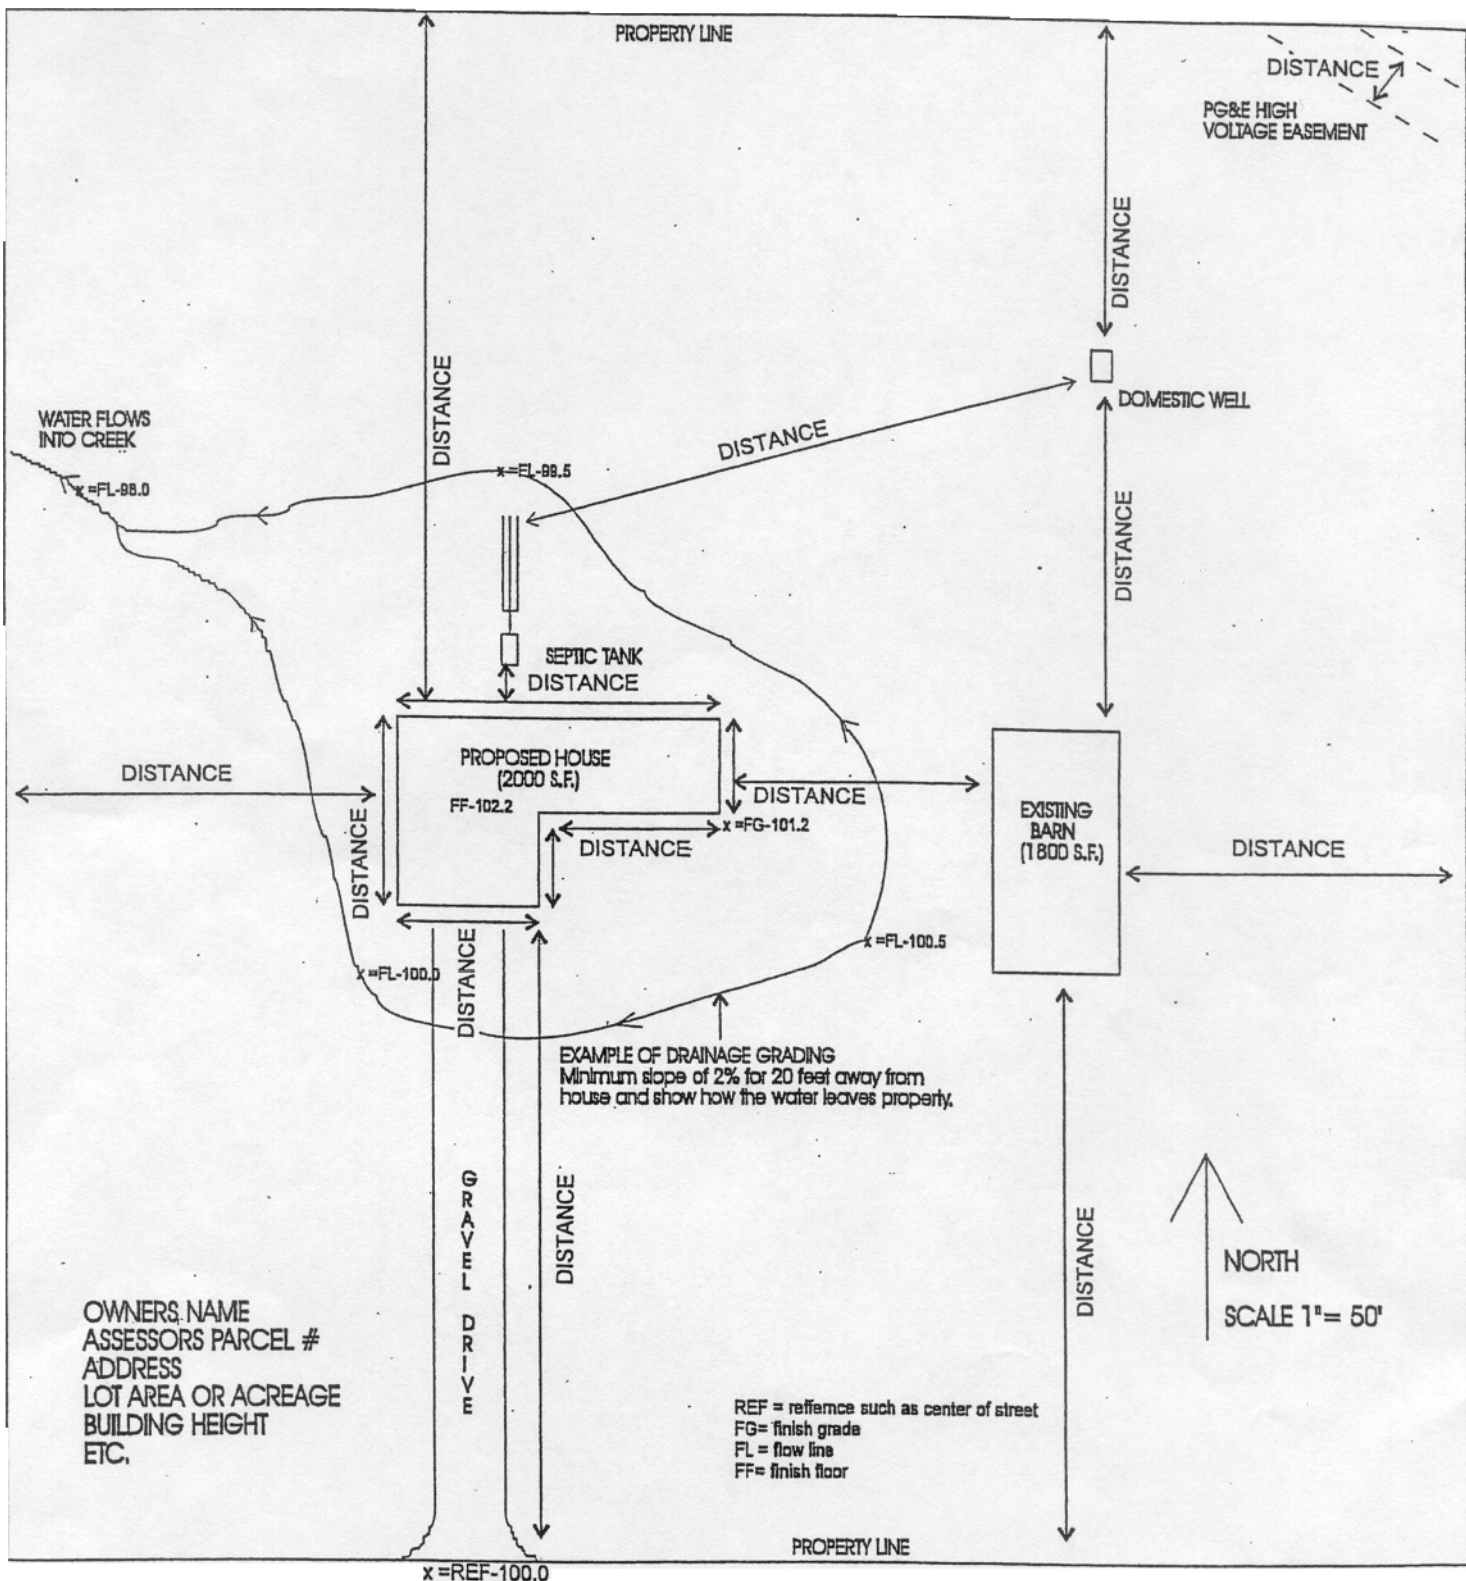 PROPERTY LINE
DISTANCE
PG&E HIGH
VOLTAGE EASEMENT
DISTANCE
DISTANCE
DOMESTIC WELL
WATER FLOWS
INTO CREEK
DISTANCE
x =FL-99.5
x =FL-98.0
DISTANCE
SEPTIC TANK
DISTANCE
PROPOSED HOUSE
(2000 S.F.)
FF-102.2
DISTANCE
DISTANCE
x =FG-101.2
DISTANCE
DISTANCE
EXISTING
BARN
(1800 S.F.)
DISTANCE
x =FL-100.5
x =FL-100.0
DISTANCE
EXAMPLE OF DRAINAGE GRADING
Minimum slope of 2% for 20 feet away from
house and show how the water leaves property.
GRAVEL DRIVE
DISTANCE
DISTANCE
NORTH
SCALE 1"= 50'
OWNERS NAME
ASSESSORS PARCEL #
ADDRESS
LOT AREA OR ACREAGE
BUILDING HEIGHT
ETC.
REF = reffernce such as center of street
FG= finish grade
FL = flow line
FF= finish floor
PROPERTY LINE
x =REF-100.0